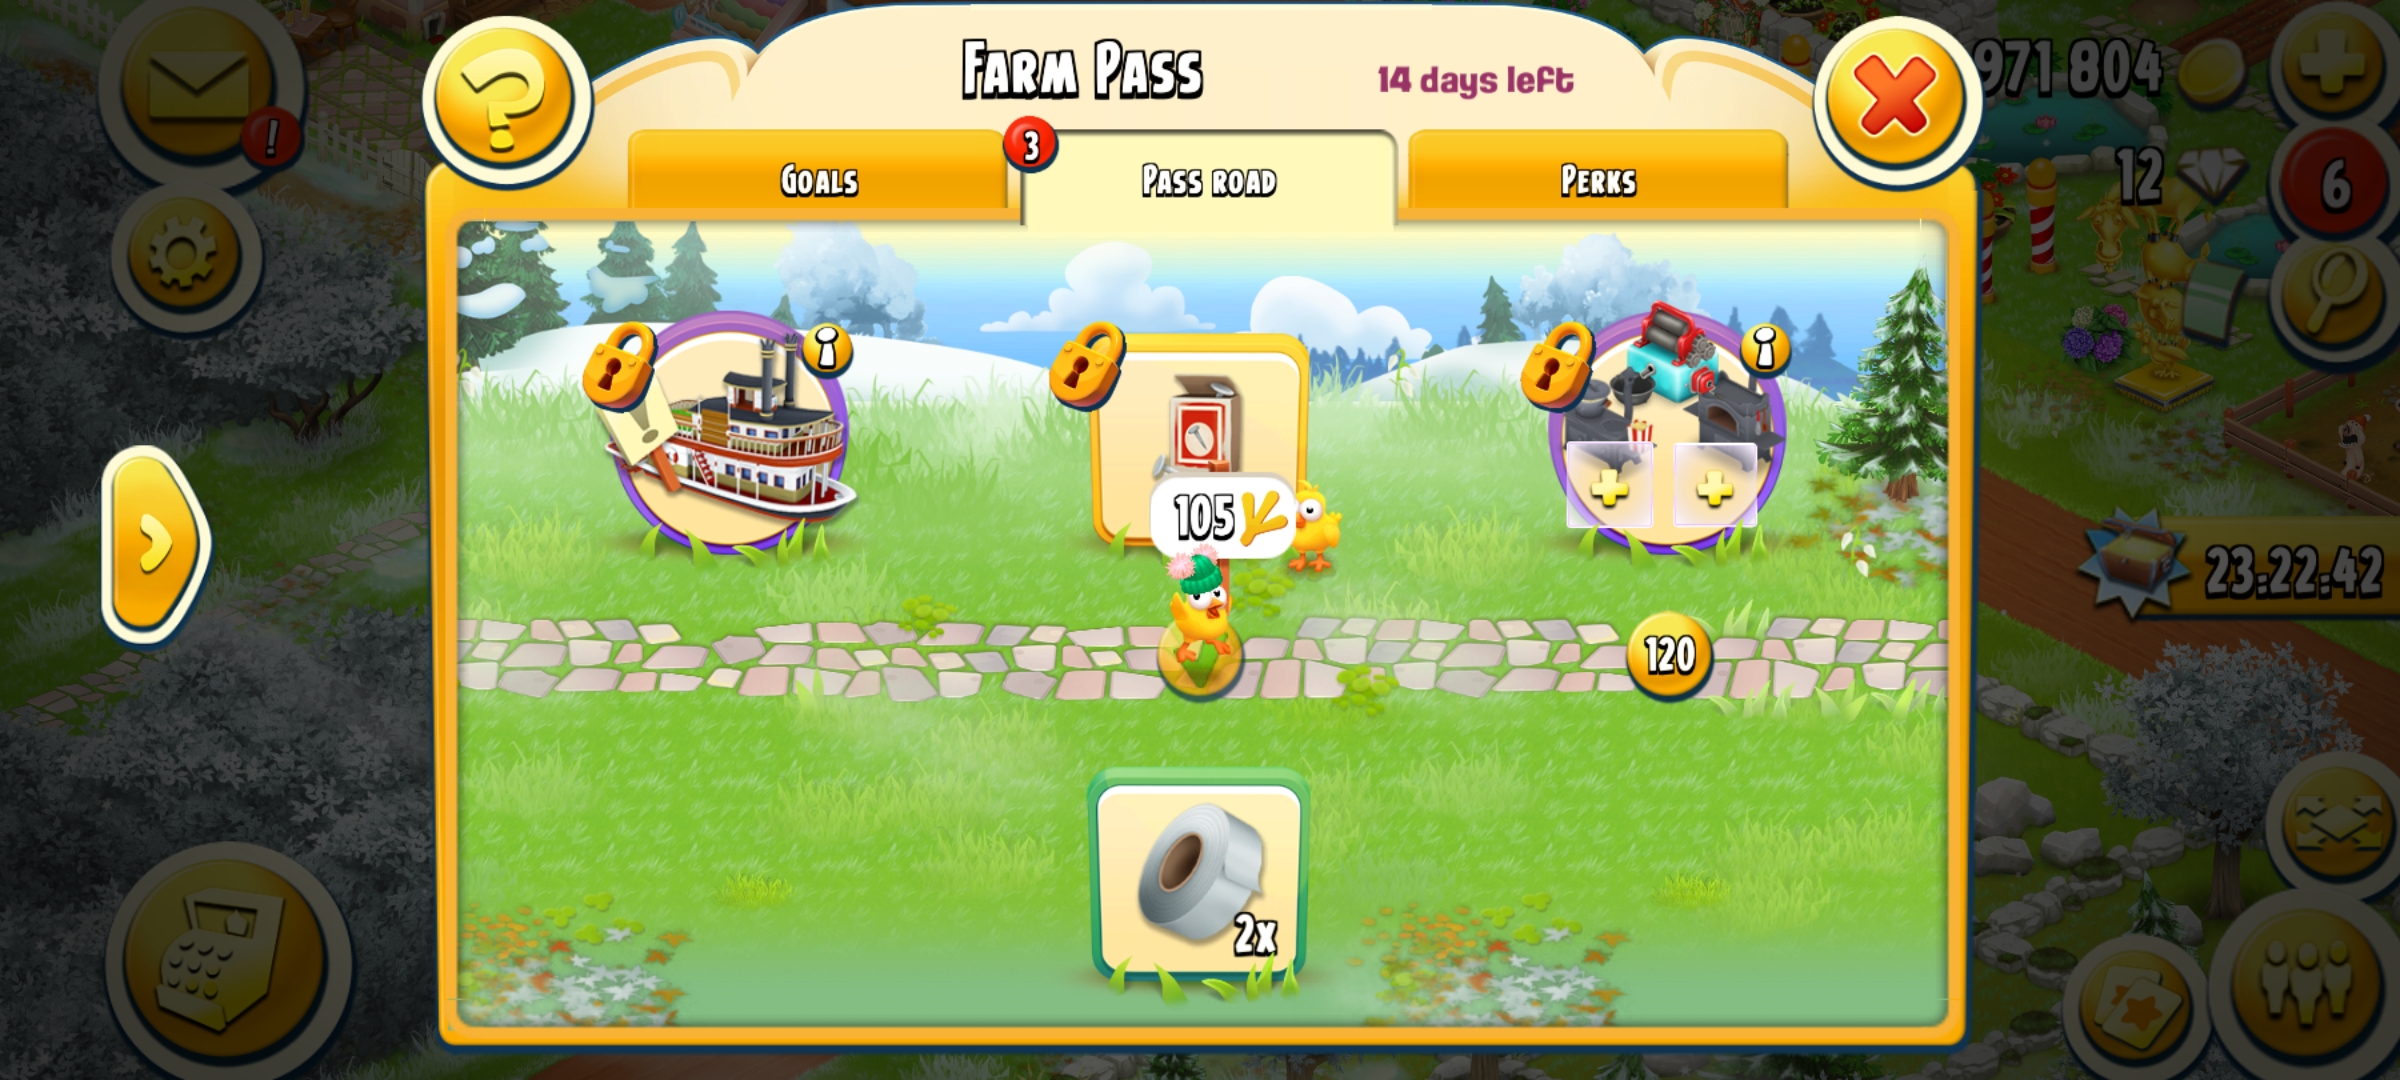 FARM PASS
14 days left
971 804
!
3
GOALS
PASS ROAD
PERKS
12
6
105
23:22:42
120
2x